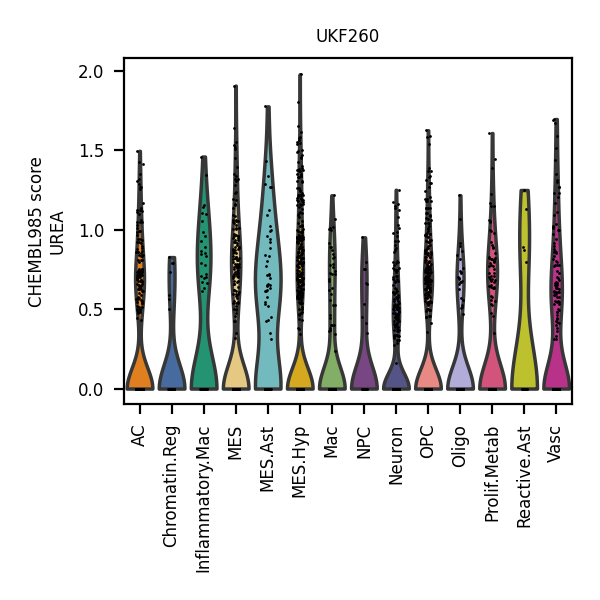 UKF260
CHEMBL985 score
UREA
2.0
1.5
1.0
0.5
0.0
AC
Chromatin.Reg
Inflammatory.Mac
MES
MES.Ast
MES.Hyp
Mac
NPC
Neuron
OPC
Oligo
Prolif.Metab
Reactive.Ast
Vasc